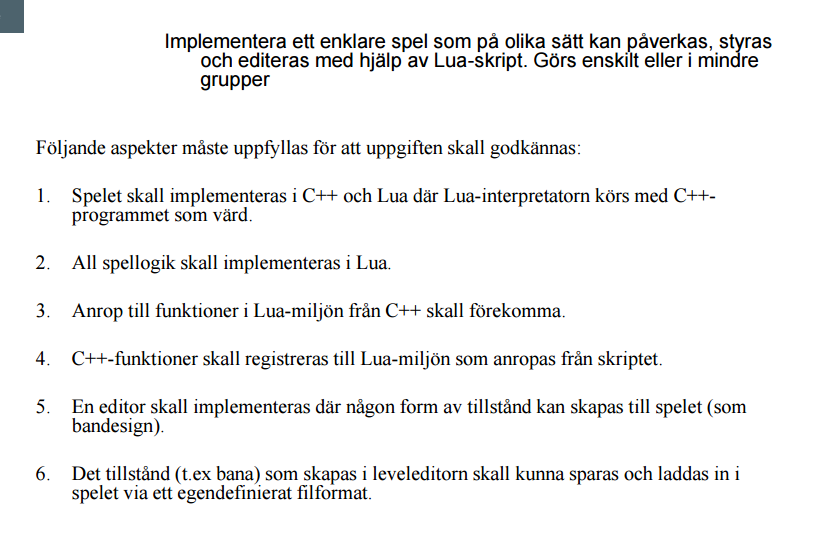 Implementera ett enklare spel som på olika sätt kan påverkas, styras
och editeras med hjälp av Lua-skript. Görs enskilt eller i mindre
grupper
Följande aspekter måste uppfyllas för att uppgiften skall godkännas:
1. Spelet skall implementeras i C++ och Lua där Lua-interpretatorn körs med C++-
programmet som värd.
2. All spellogik skall implementeras i Lua.
3. Anrop till funktioner i Lua-miljön från C++ skall förekomma.
4. C++-funktioner skall registreras till Lua-miljön som anropas från skriptet.
5. En editor skall implementeras där någon form av tillstånd kan skapas till spelet (som
bandesign).
6. Det tillstånd (t.ex bana) som skapas i leveleditorn skall kunna sparas och laddas in i
spelet via ett egendefinierat filformat.